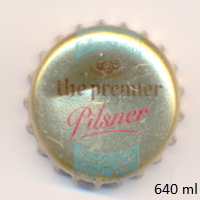 the premier
Pilsner
640 ml